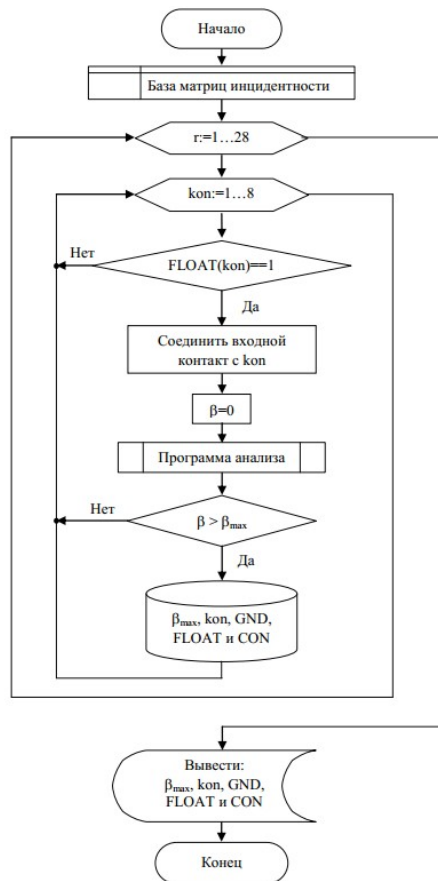 Начало
База матриц инцидентности
r:=1…28
kon:=1…8
Нет
FLOAT(kon)==1
Да
Соединить входной
контакт с kon
β=0
Программа анализа
Нет
β > βmax
Да
βmax, kon, GND,
FLOAT и CON
Вывести:
βmax, kon, GND,
FLOAT и CON
Конец